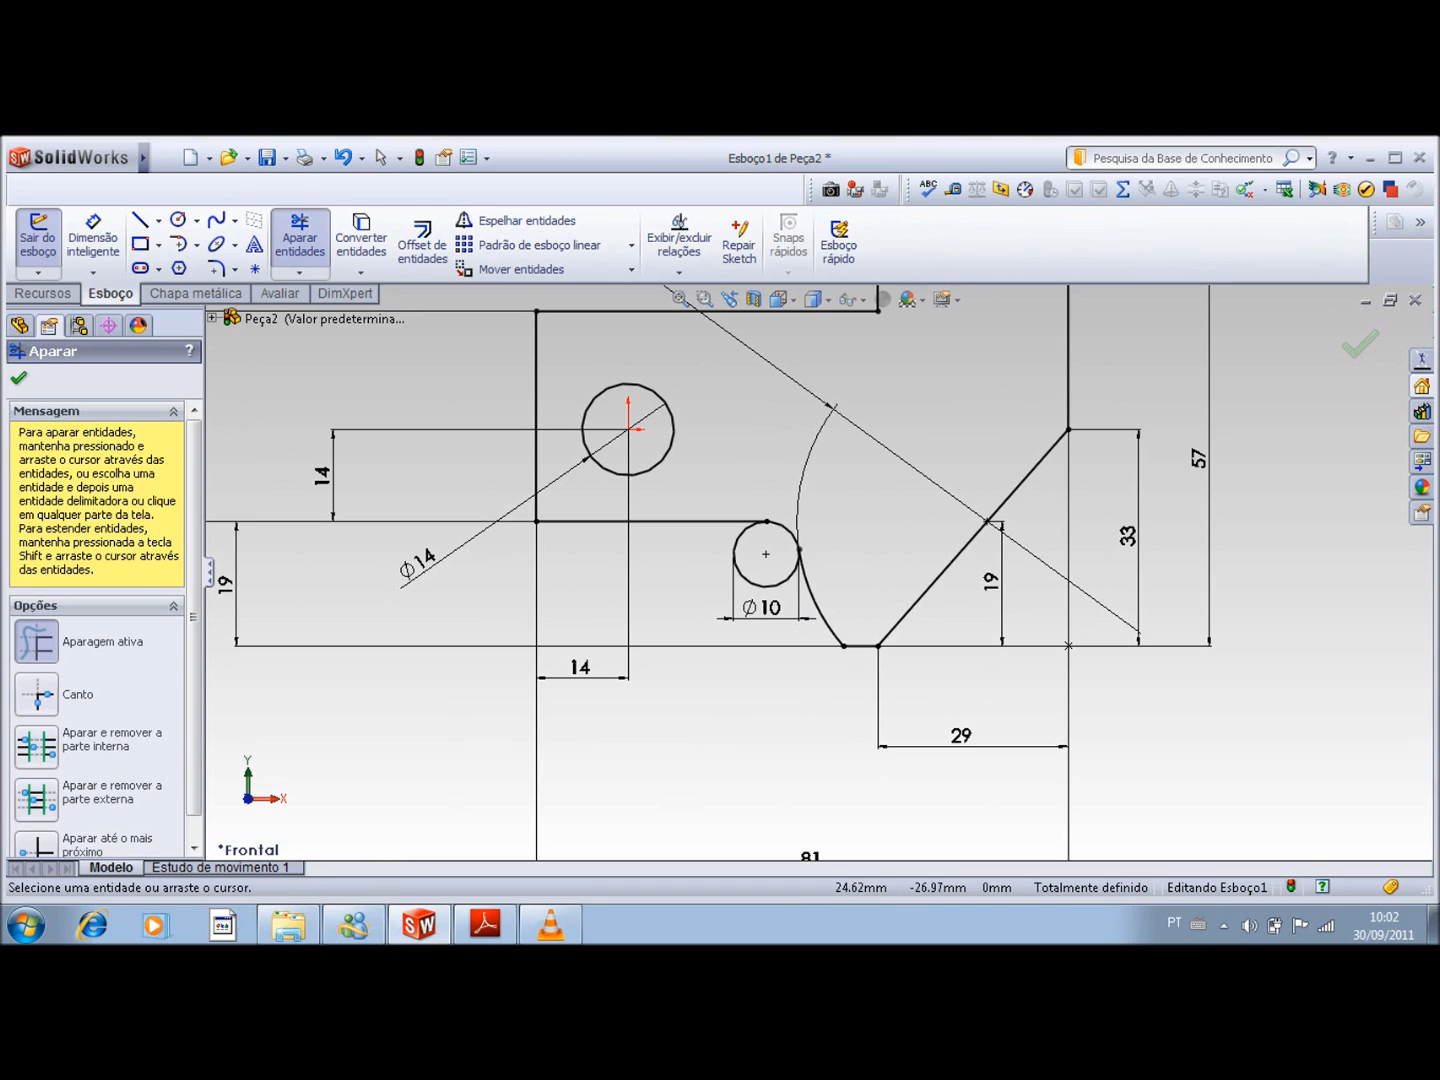 SolidWorks
Esboço1 de Peça2 *
Pesquisa da Base de Conhecimento
Sair do esboço
Dimensão inteligente
Aparar entidades
Converter entidades
Offset de entidades
Espelhar entidades
Padrão de esboço linear
Mover entidades
Exibir/excluir relações
Repair Sketch
Snaps rápidos
Esboço rápido
Recursos
Esboço
Chapa metálica
Avaliar
DimXpert
Peça2 (Valor predetermina...
Aparar
?
Mensagem
Para aparar entidades,
mantenha pressionado e
arraste o cursor através das
entidades, ou escolha uma
entidade e depois uma
entidade delimitadora ou clique
em qualquer parte da tela.
Para estender entidades,
mantenha pressionada a tecla
Shift e arraste o cursor através
das entidades.
Opções
Aparagem ativa
Canto
Aparar e remover a
parte interna
Aparar e remover a
parte externa
Aparar até o mais
próximo
14
Ø14
19
14
Ø10
19
33
57
29
81
Y
X
*Frontal
Modelo
Estudo de movimento 1
Selecione uma entidade ou arraste o cursor.
24.62mm
-26.97mm
0mm
Totalmente definido
Editando Esboço1
PT
10:02
30/09/2011